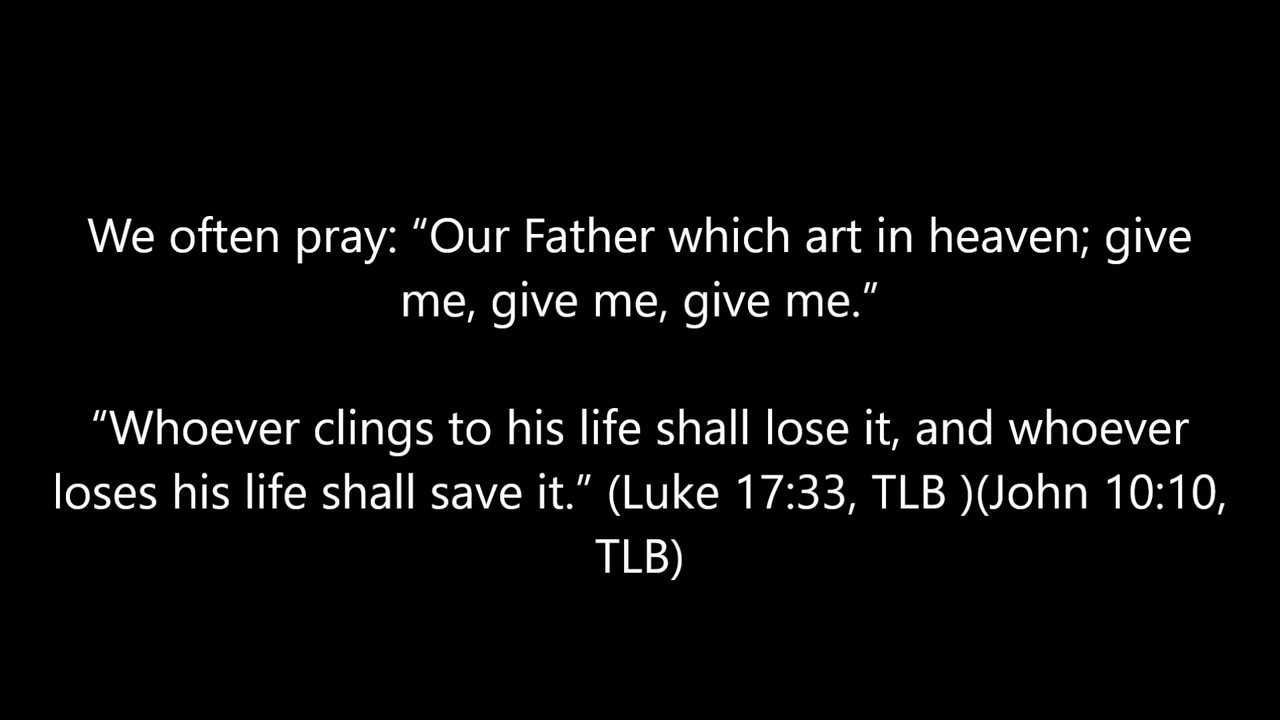 We often pray: “Our Father which art in heaven; give
me, give me, give me.”
“Whoever clings to his life shall lose it, and whoever
loses his life shall save it.” (Luke 17:33, TLB )(John 10:10,
TLB)